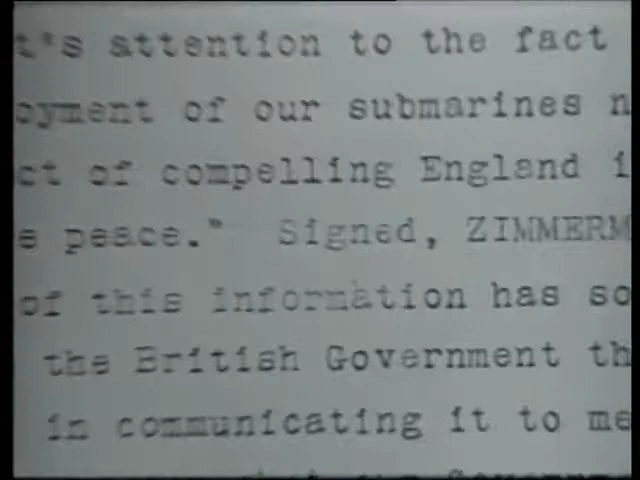 t's attention to the fact
oyment of our submarines n
ct of compelling England i
e peace." Signed, ZIMMERM
of this information has so
the British Government th
in communicating it to me